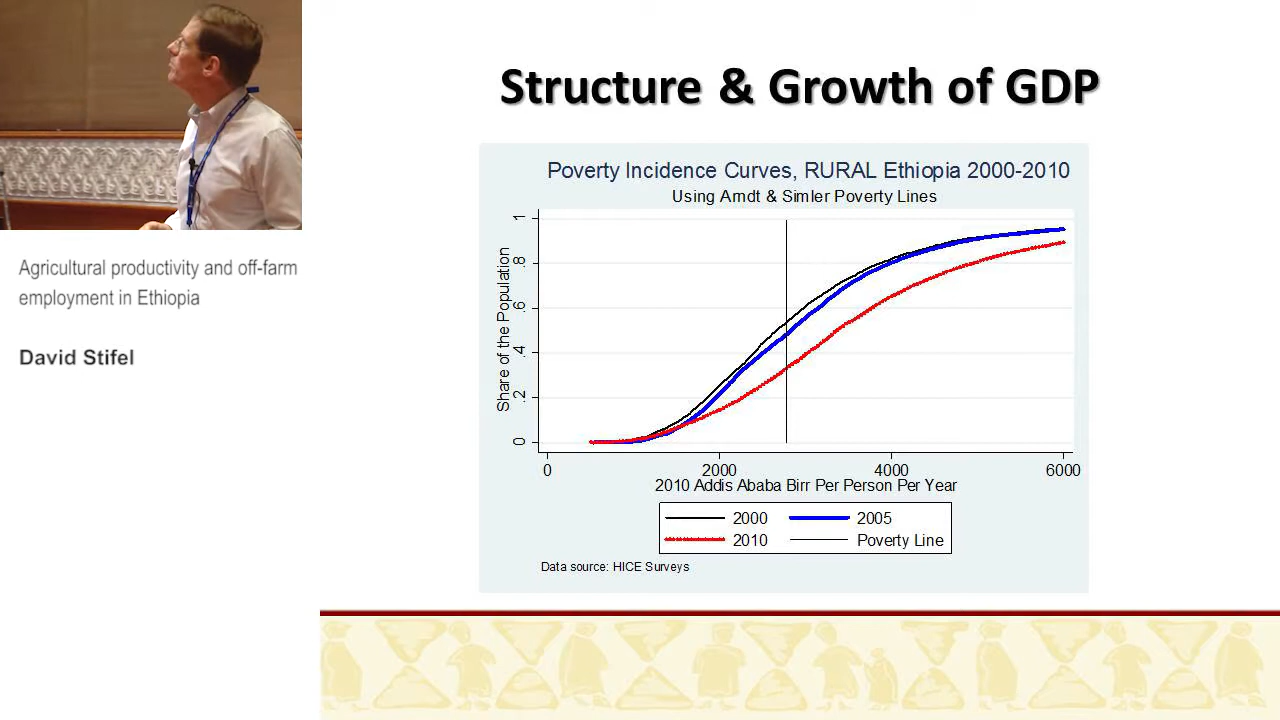 Structure & Growth of GDP
Agricultural productivity and off-farm
employment in Ethiopia
David Stifel
Poverty Incidence Curves, RURAL Ethiopia 2000-2010
Using Arndt & Simler Poverty Lines
Share of the Population
1
.8
.6
.4
.2
0
0 2000 4000 6000
2010 Addis Ababa Birr Per Person Per Year
2000 2005
2010 Poverty Line
Data source: HICE Surveys